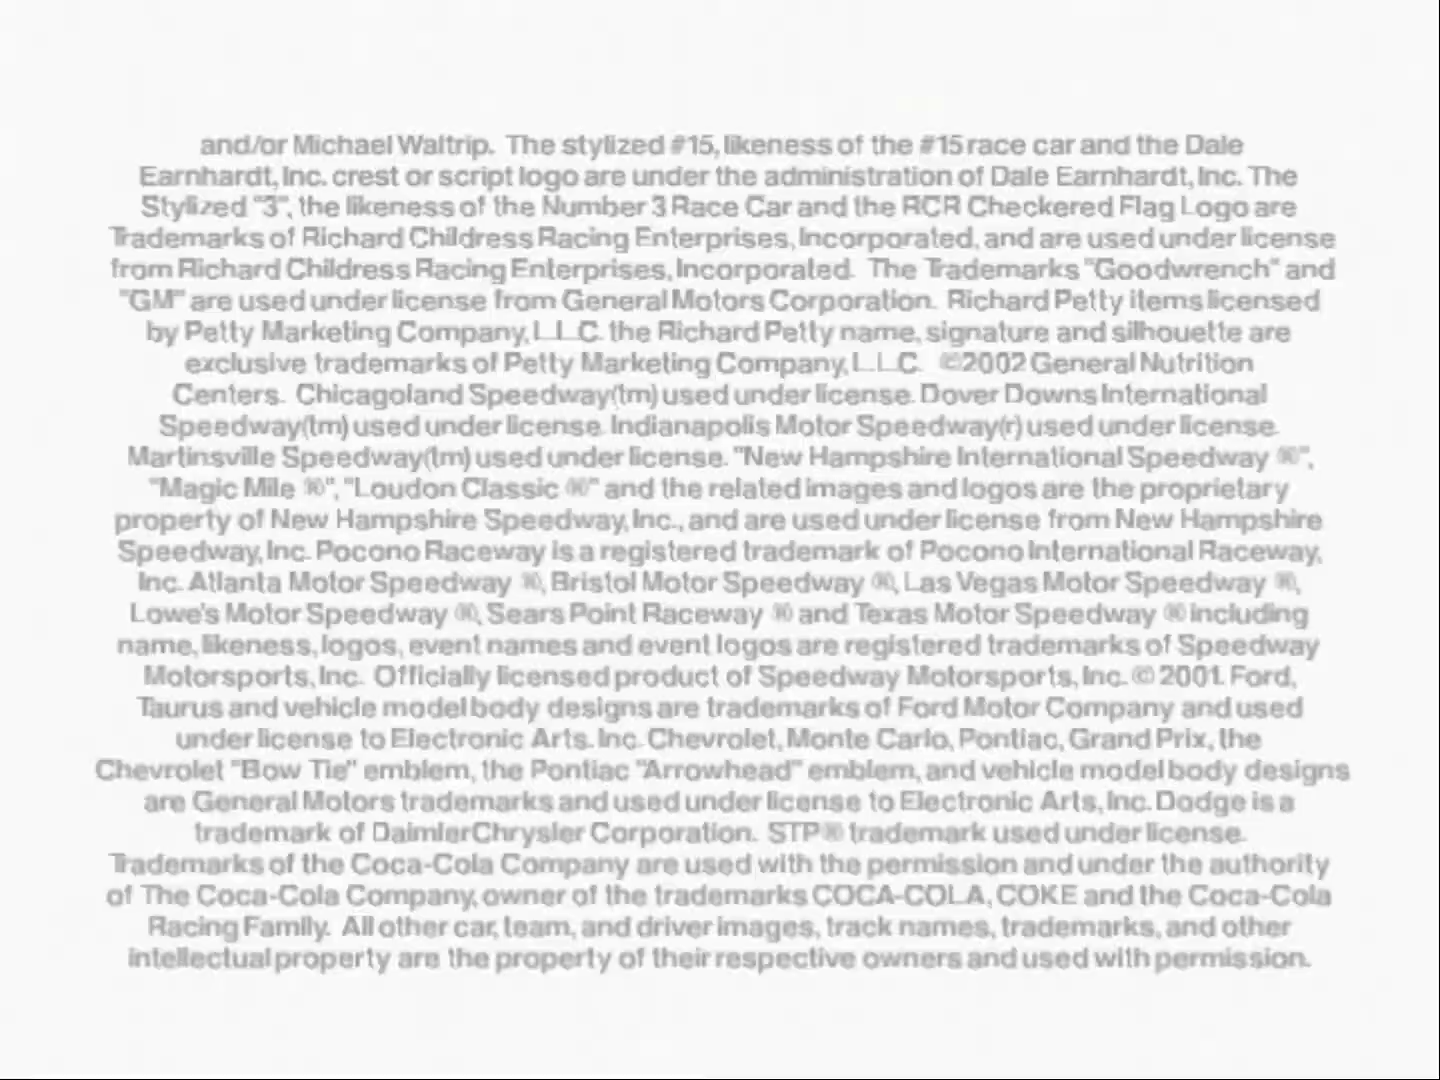 and/or Michael Waltrip. The stylized #15, likeness of the #15 race car and the Dale
Earnhardt, Inc. crest or script logo are under the administration of Dale Earnhardt, Inc. The
Stylized "3", the likeness of the Number 3 Race Car and the RCR Checkered Flag Logo are
Trademarks of Richard Childress Racing Enterprises, Incorporated, and are used under license
from Richard Childress Racing Enterprises, Incorporated. The Trademarks "Goodwrench" and
"GM" are used under license from General Motors Corporation. Richard Petty items licensed
by Petty Marketing Company, L.L.C. the Richard Petty name, signature and silhouette are
exclusive trademarks of Petty Marketing Company, L.L.C. ©2002 General Nutrition
Centers. Chicagoland Speedway(tm) used under license. Dover Downs International
Speedway(tm) used under license. Indianapolis Motor Speedway(r) used under license.
Martinsville Speedway(tm) used under license. "New Hampshire International Speedway ®",
"Magic Mile ®", "Loudon Classic ®" and the related images and logos are the proprietary
property of New Hampshire Speedway, Inc., and are used under license from New Hampshire
Speedway, Inc. Pocono Raceway is a registered trademark of Pocono International Raceway,
Inc. Atlanta Motor Speedway ®, Bristol Motor Speedway ®, Las Vegas Motor Speedway ®,
Lowe's Motor Speedway ®, Sears Point Raceway ® and Texas Motor Speedway ® including
name, likeness, logos, event names and event logos are registered trademarks of Speedway
Motorsports, Inc. Officially licensed product of Speedway Motorsports, Inc. © 2001. Ford,
Taurus and vehicle model body designs are trademarks of Ford Motor Company and used
under license to Electronic Arts. Inc. Chevrolet, Monte Carlo, Pontiac, Grand Prix, the
Chevrolet "Bow Tie" emblem, the Pontiac "Arrowhead" emblem, and vehicle model body designs
are General Motors trademarks and used under license to Electronic Arts, Inc. Dodge is a
trademark of DaimlerChrysler Corporation. STP® trademark used under license.
Trademarks of the Coca-Cola Company are used with the permission and under the authority
of The Coca-Cola Company, owner of the trademarks COCA-COLA, COKE and the Coca-Cola
Racing Family. All other car, team, and driver images, track names, trademarks, and other
intellectual property are the property of their respective owners and used with permission.